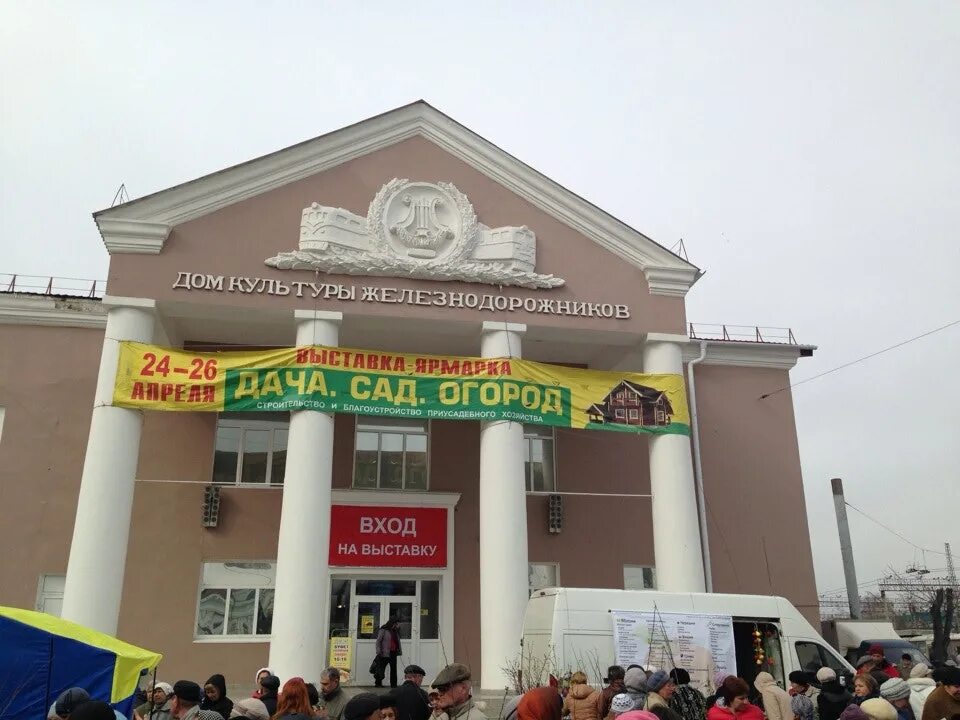 ДОМ КУЛЬТУРЫ ЖЕЛЕЗНОДОРОЖНИКОВ
24-26
АПРЕЛЯ
ВЫСТАВКА-ЯРМАРКА
ДАЧА. САД. ОГОРОД
СТРОИТЕЛЬСТВО И БЛАГОУСТРОЙСТВО ПРИУСАДЕБНОГО ХОЗЯЙСТВА
ВХОД
НА ВЫСТАВКУ